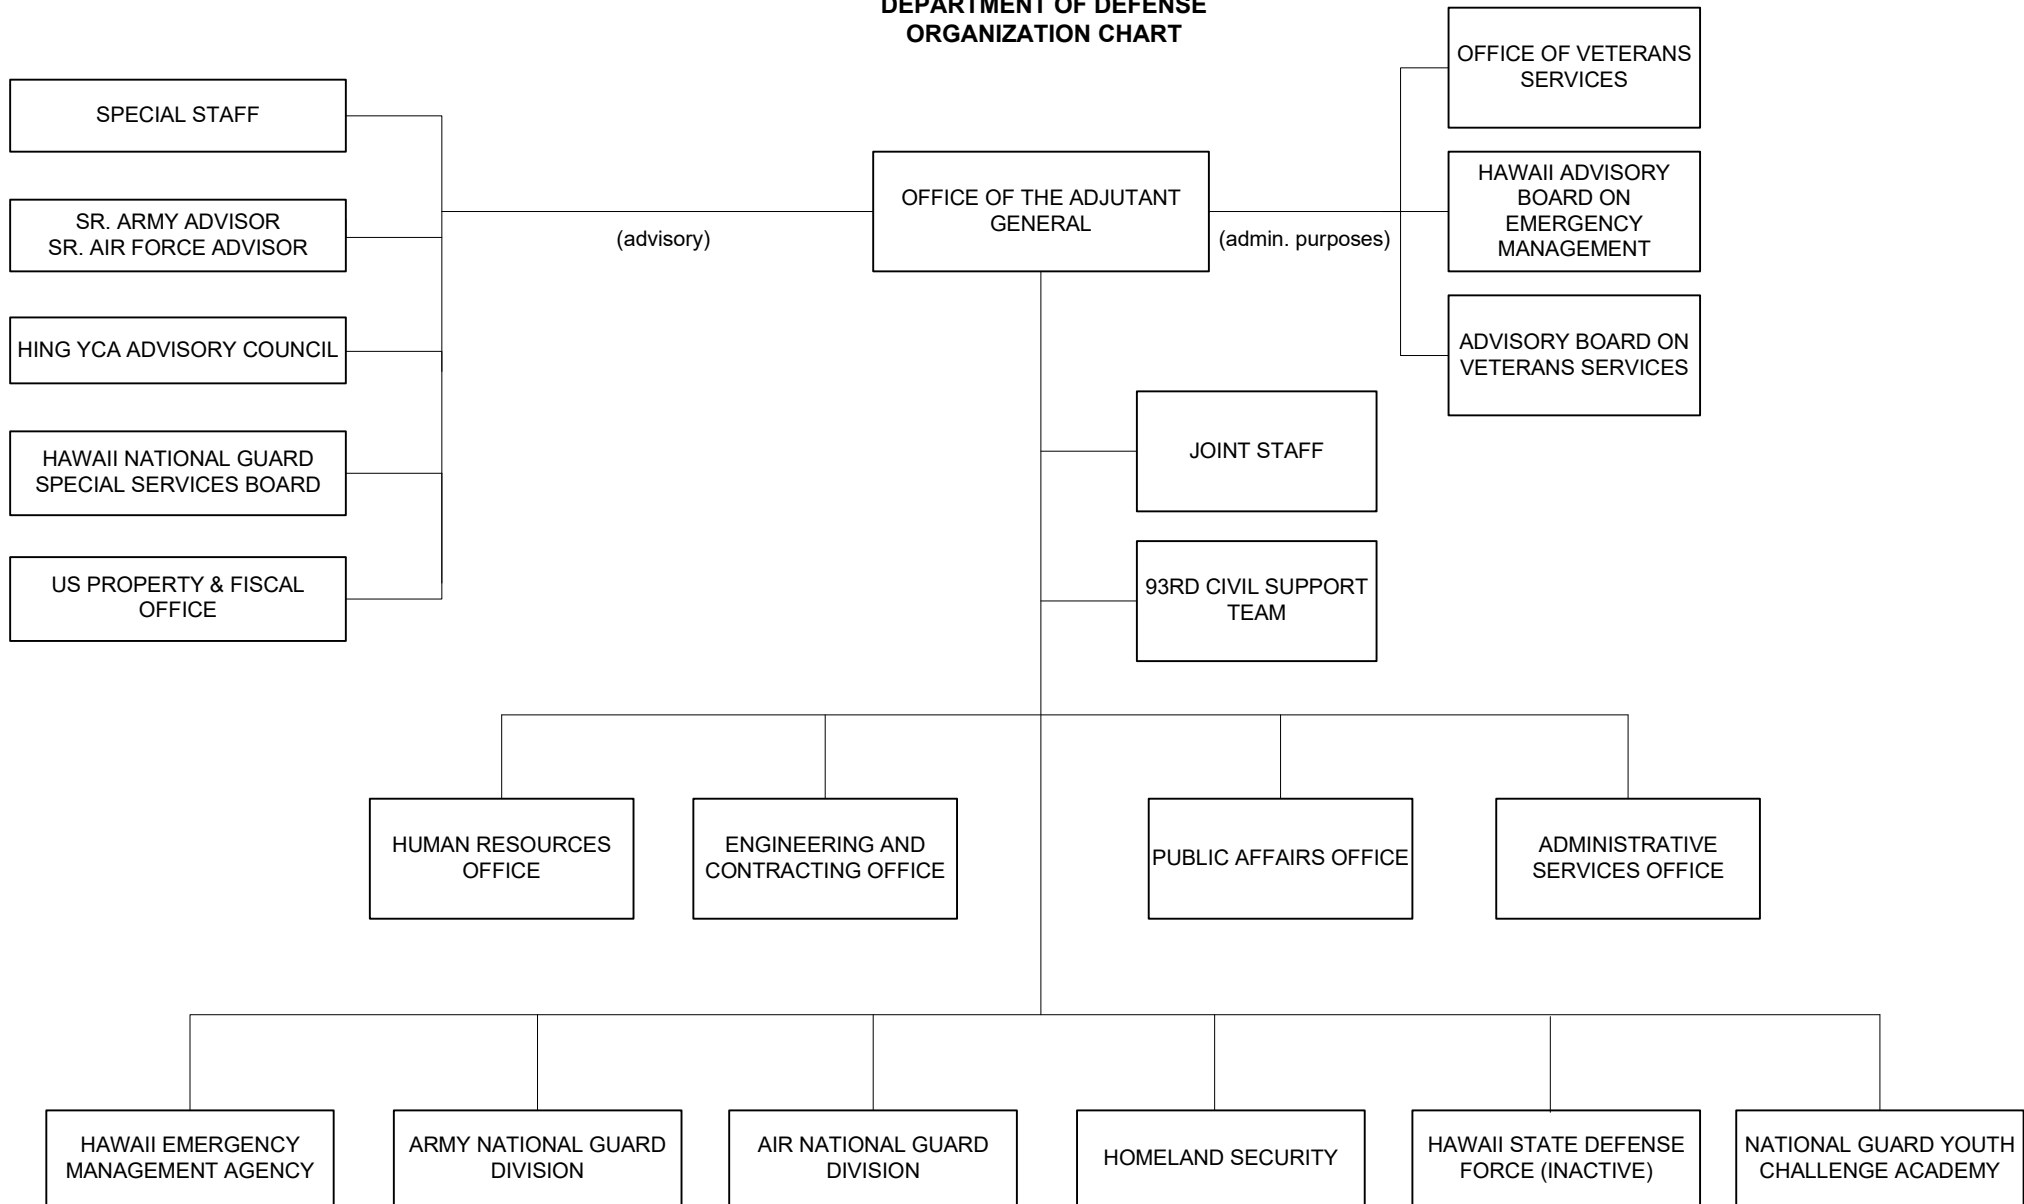 DEPARTMENT OF DEFENSE
ORGANIZATION CHART
OFFICE OF VETERANS
SERVICES
SPECIAL STAFF
HAWAII ADVISORY
BOARD ON
EMERGENCY
MANAGEMENT
OFFICE OF THE ADJUTANT
GENERAL
SR. ARMY ADVISOR
SR. AIR FORCE ADVISOR
(advisory)
(admin. purposes)
HING YCA ADVISORY COUNCIL
ADVISORY BOARD ON
VETERANS SERVICES
JOINT STAFF
HAWAII NATIONAL GUARD
SPECIAL SERVICES BOARD
US PROPERTY & FISCAL
OFFICE
93RD CIVIL SUPPORT
TEAM
HUMAN RESOURCES
OFFICE
ENGINEERING AND
CONTRACTING OFFICE
PUBLIC AFFAIRS OFFICE
ADMINISTRATIVE
SERVICES OFFICE
HAWAII EMERGENCY
MANAGEMENT AGENCY
ARMY NATIONAL GUARD
DIVISION
AIR NATIONAL GUARD
DIVISION
HOMELAND SECURITY
HAWAII STATE DEFENSE
FORCE (INACTIVE)
NATIONAL GUARD YOUTH
CHALLENGE ACADEMY